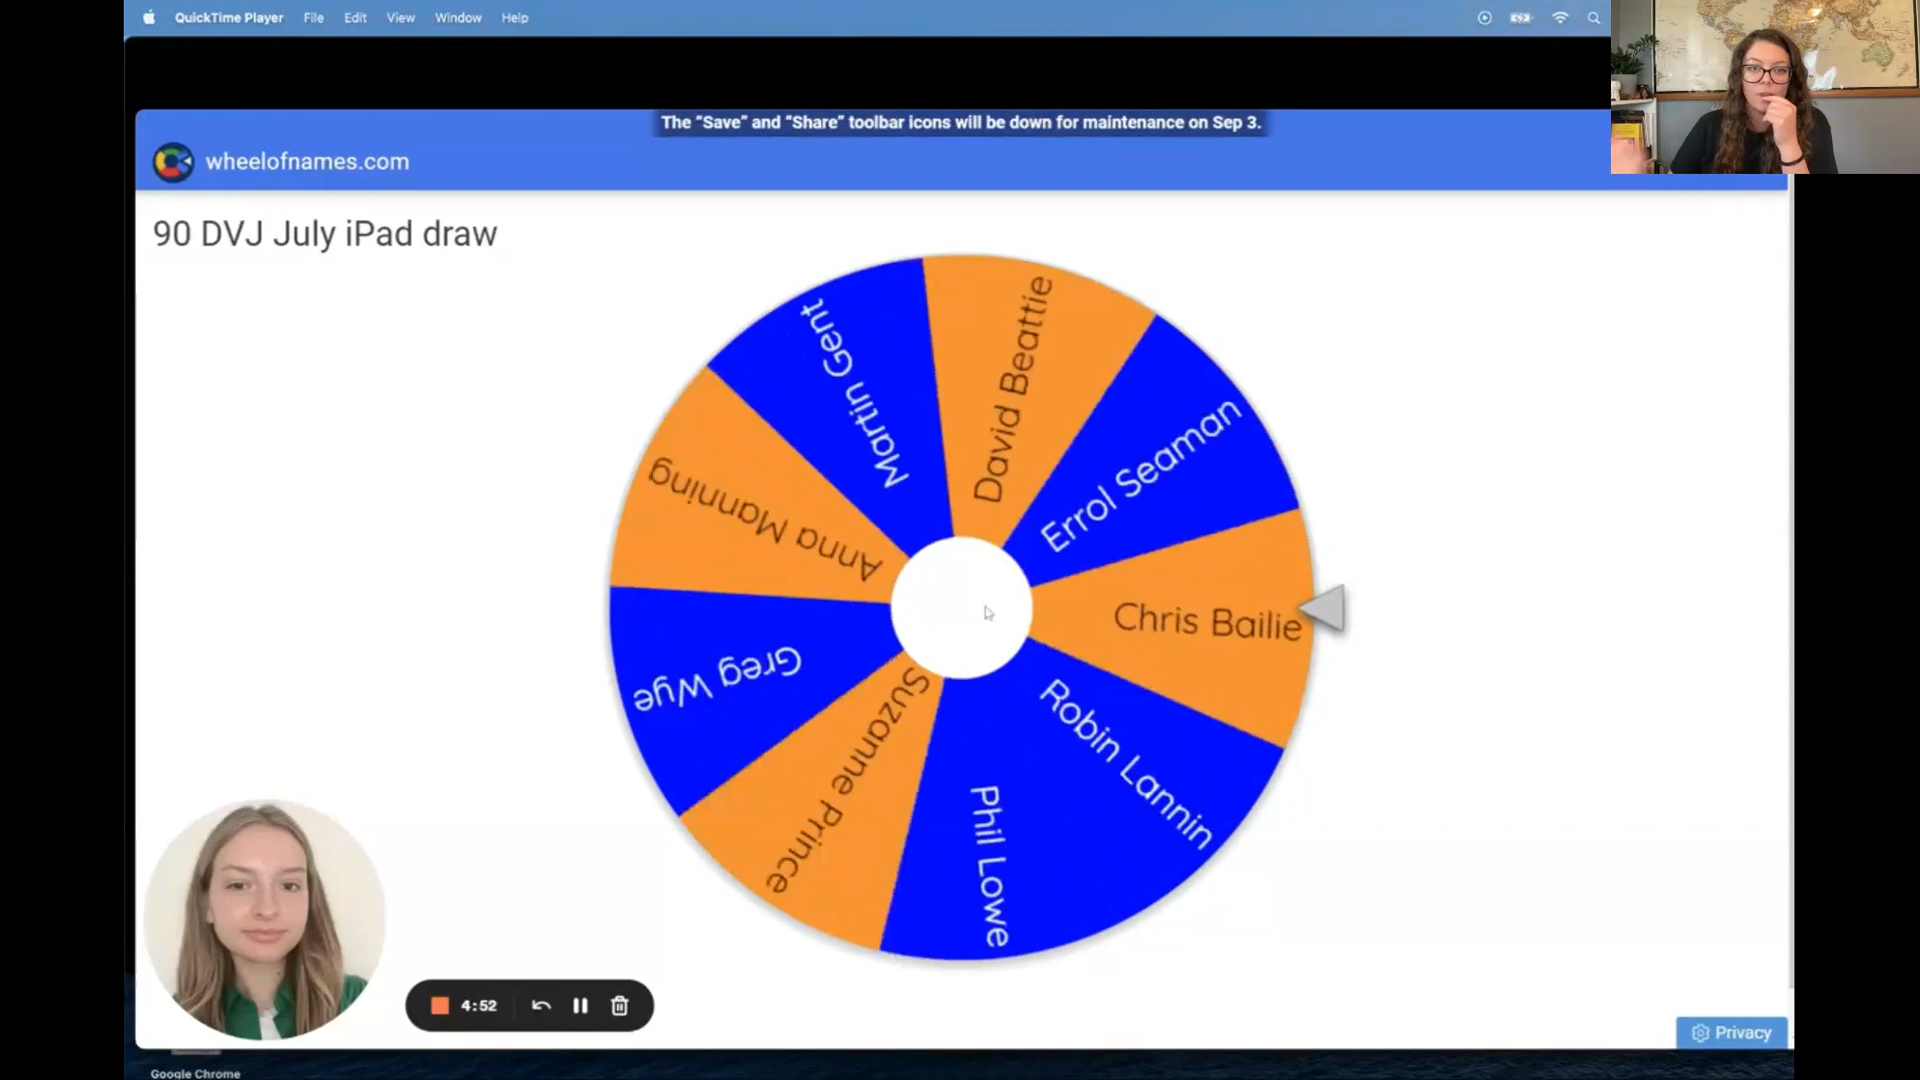 QuickTime Player File Edit View Window Help
The "Save" and "Share" toolbar icons will be down for maintenance on Sep 3.
wheelofnames.com
90 DVJ July iPad draw
David Beattie
Errol Seaman
Chris Bailie
Robin Lannin
Phil Lowe
Suzanne Prince
Greg Wye
Anna Manning
Martin Gent
4:52
Privacy
Google Chrome